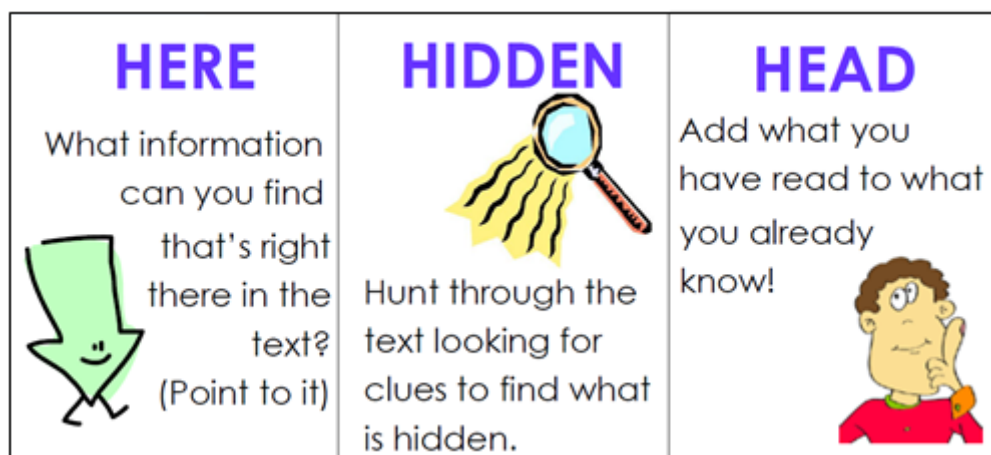 HERE
What information
can you find
that’s right
there in the
text?
(Point to it)
HIDDEN
Hunt through the
text looking for
clues to find what
is hidden.
HEAD
Add what you
have read to what
you already
know!